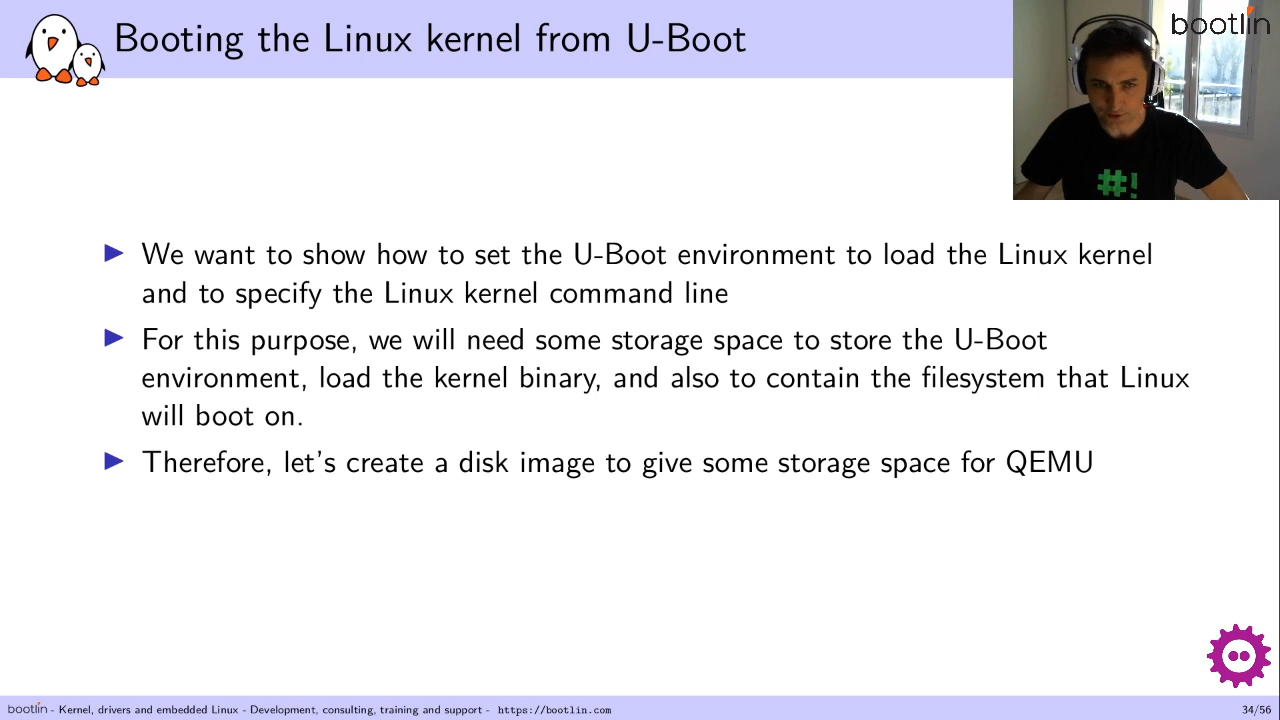 Booting the Linux kernel from U-Boot
bootlin
#!
▶ We want to show how to set the U-Boot environment to load the Linux kernel
and to specify the Linux kernel command line
▶ For this purpose, we will need some storage space to store the U-Boot
environment, load the kernel binary, and also to contain the filesystem that Linux
will boot on.
▶ Therefore, let's create a disk image to give some storage space for QEMU
bootlin - Kernel, drivers and embedded Linux - Development, consulting, training and support - https://bootlin.com
34/56